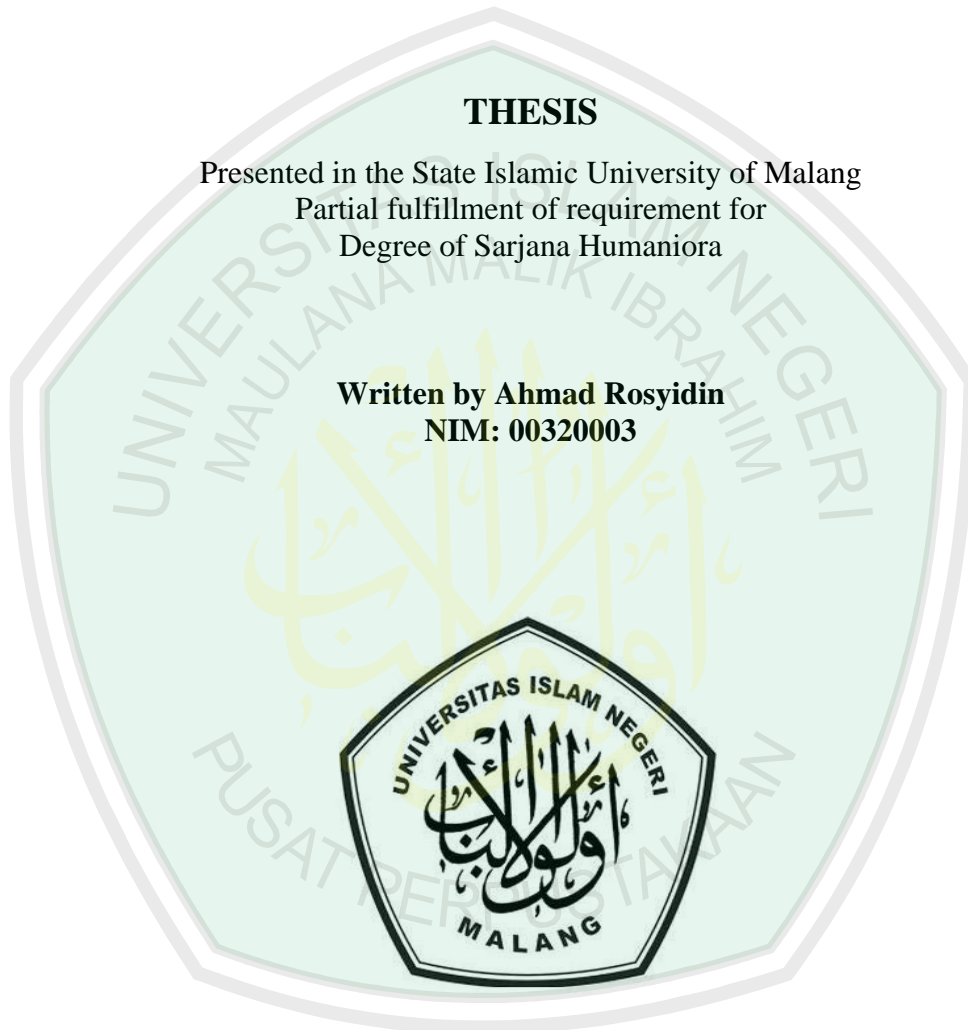 THESIS
Presented in the State Islamic University of Malang
Partial fulfillment of requirement for
Degree of Sarjana Humaniora
Written by Ahmad Rosyidin
NIM: 00320003
UNIVERSITAS ISLAM NEGERI
MAULANA MALIK IBRAHIM
أولوا الألباب
PUSAT PERPUSTAKAAN
UNIVERSITAS ISLAM NEGERI
أولوا الألباب
MALANG